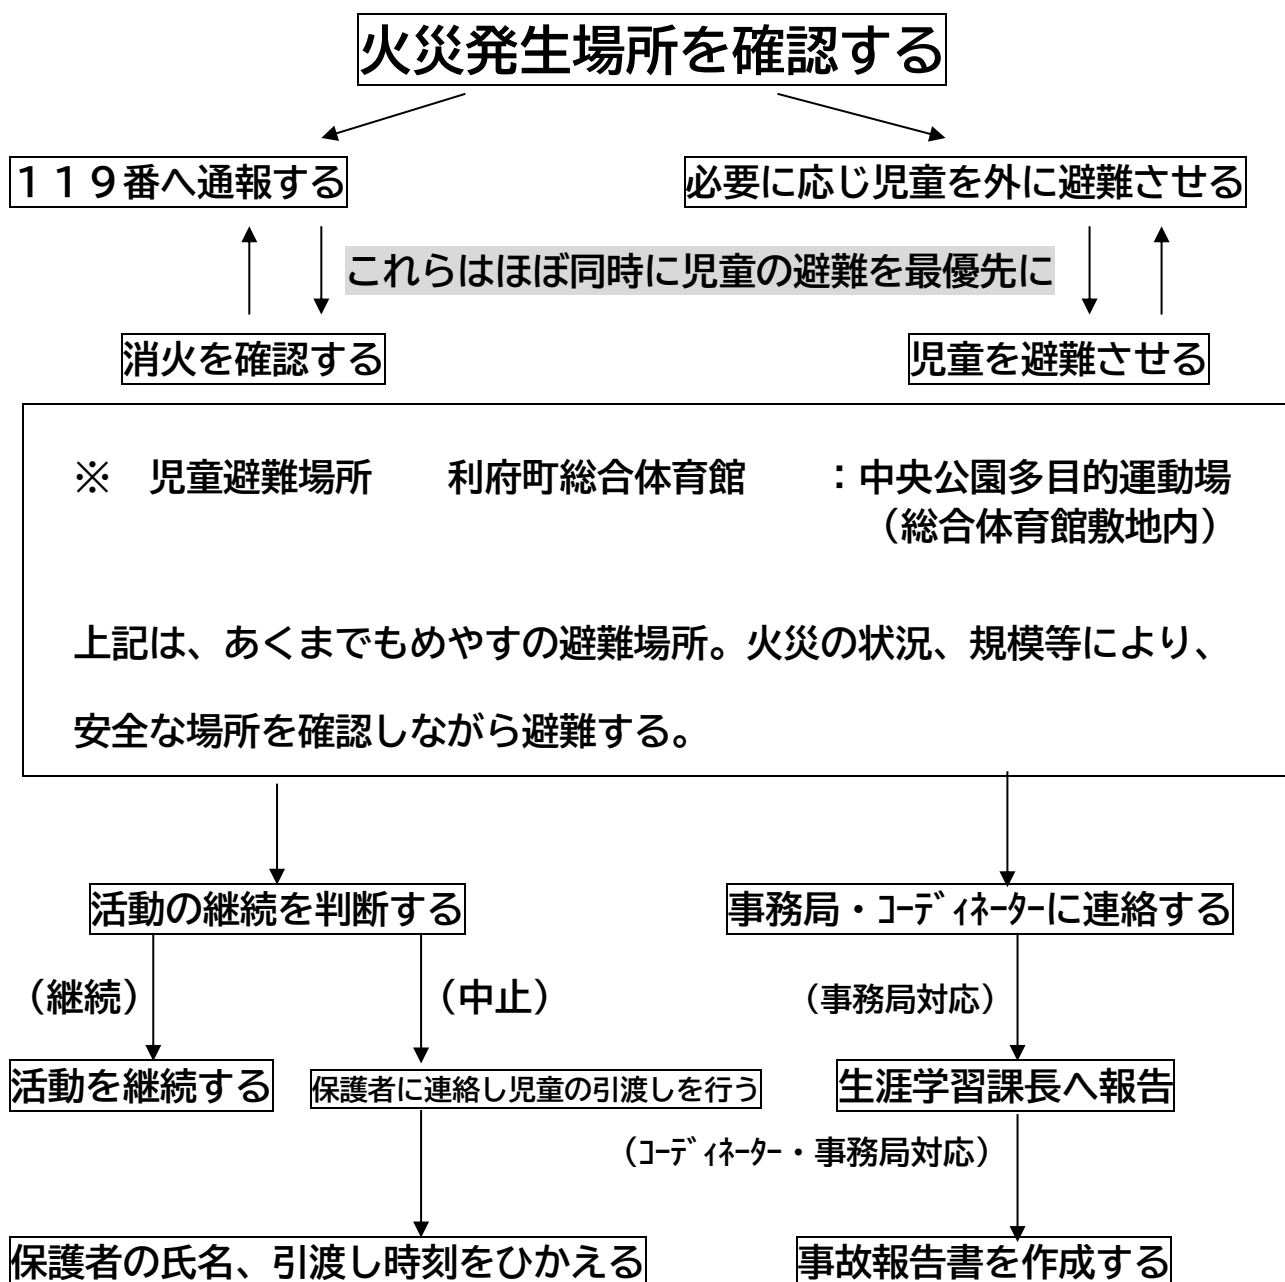 火災発生場所を確認する
119番へ通報する
必要に応じ児童を外に避難させる
これらはほぼ同時に児童の避難を最優先に
消火を確認する
児童を避難させる
※　児童避難場所　　利府町総合体育館　　：中央公園多目的運動場
（総合体育館敷地内）
上記は、あくまでもめやすの避難場所。火災の状況、規模等により、
安全な場所を確認しながら避難する。
活動の継続を判断する
事務局・ｺｰﾃﾞｨﾈｰﾀｰに連絡する
（継続）
（中止）
（事務局対応）
活動を継続する
保護者に連絡し児童の引渡しを行う
生涯学習課長へ報告
（ｺｰﾃﾞｨﾈｰﾀｰ・事務局対応）
保護者の氏名、引渡し時刻をひかえる
事故報告書を作成する